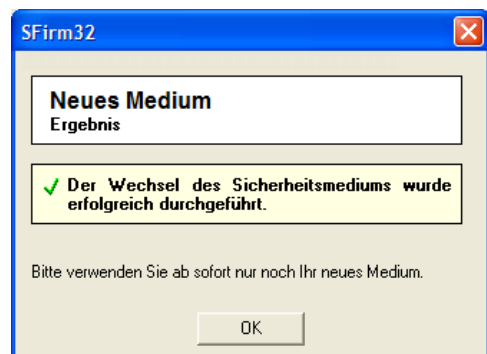 SFirm32
Neues Medium
Ergebnis
Der Wechsel des Sicherheitsmediums wurde
erfolgreich durchgeführt.
Bitte verwenden Sie ab sofort nur noch Ihr neues Medium.
OK